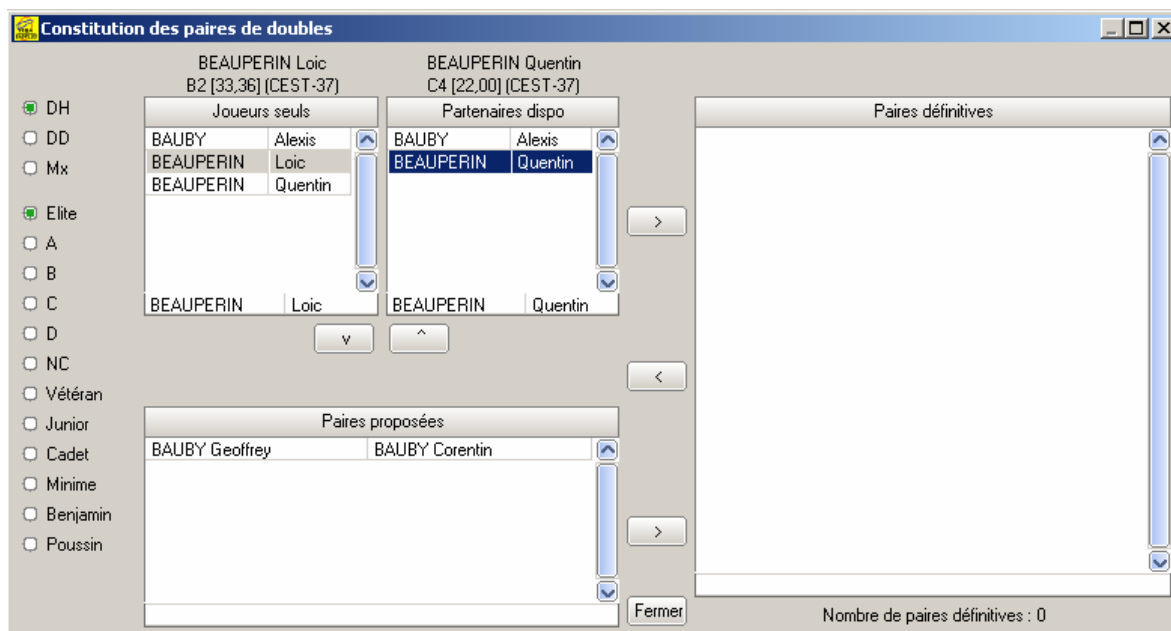 Constitution des paires de doubles
BEAUPERIN Loic
B2 [33,36] (CEST-37)
BEAUPERIN Quentin
C4 [22,00] (CEST-37)
DH
DD
Mx
Elite
A
B
C
D
NC
Vétéran
Junior
Cadet
Minime
Benjamin
Poussin
Joueurs seuls
BAUBY Alexis
BEAUPERIN Loic
BEAUPERIN Quentin
BEAUPERIN Loic
Partenaires dispo
BAUBY Alexis
BEAUPERIN Quentin
BEAUPERIN Quentin
v ^
Paires proposées
BAUBY Geoffrey BAUBY Corentin
>
<
>
Fermer
Paires définitives
Nombre de paires définitives : 0